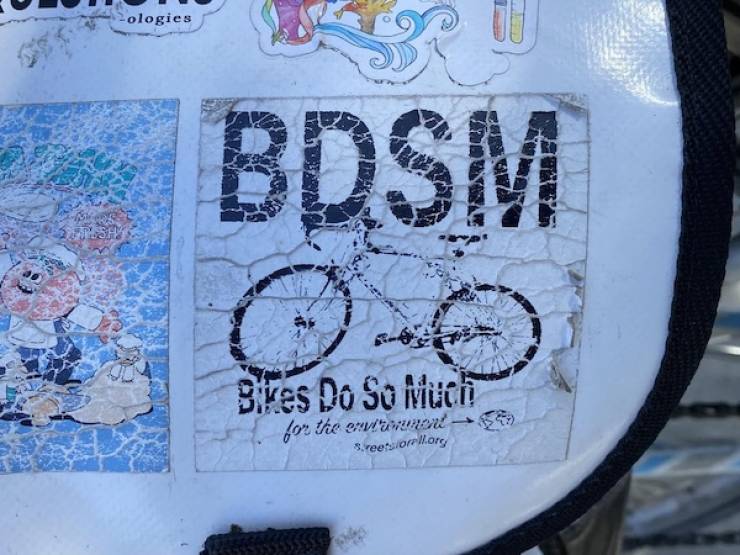 -ologies
BDSM
Bikes Do So Much
for the environment
streetsforall.org